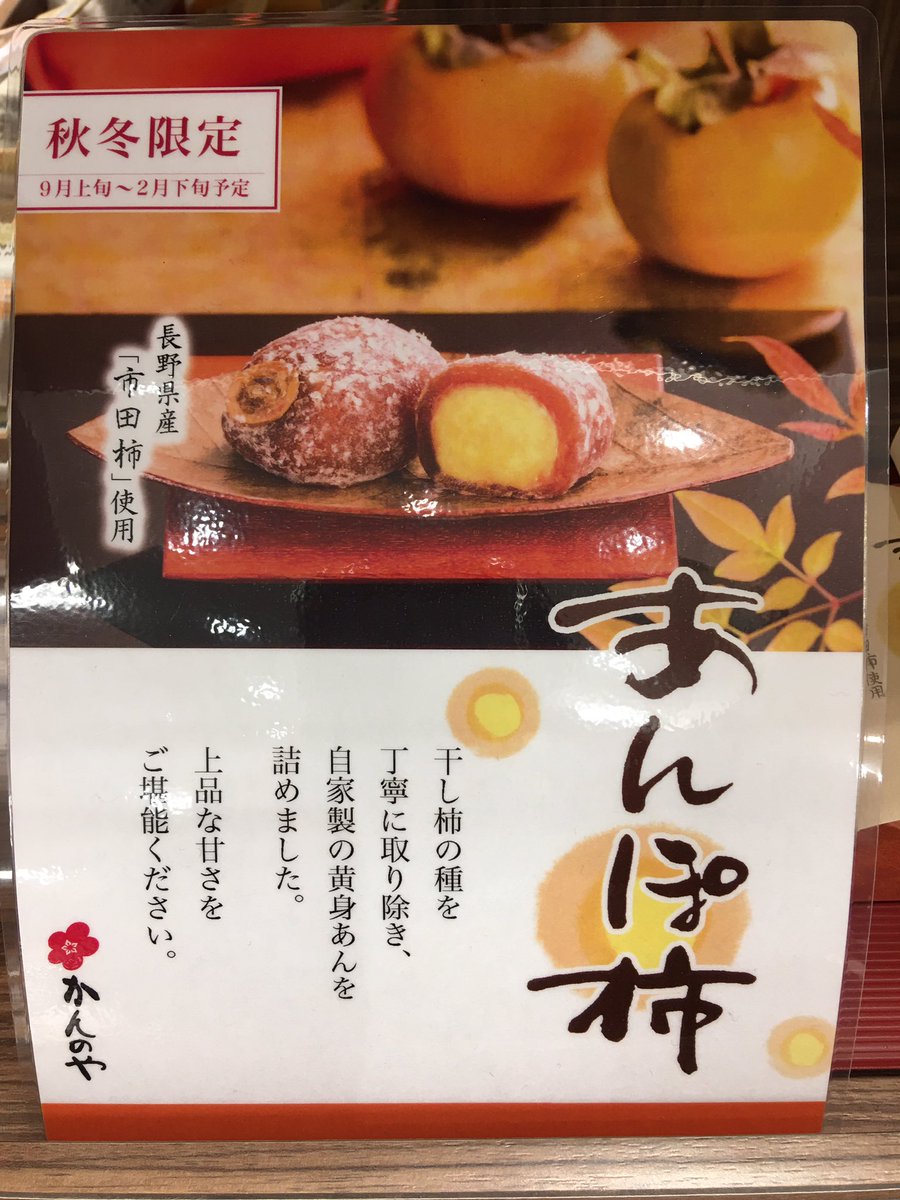 秋冬限定
9月上旬～2月下旬予定
長野県産
「市田柿」使用
あんぽ柿
干し柿の種を
丁寧に取り除き、
自家製の黄身あんを
詰めました。
上品な甘さを
ご堪能ください。
かんのや
市使用